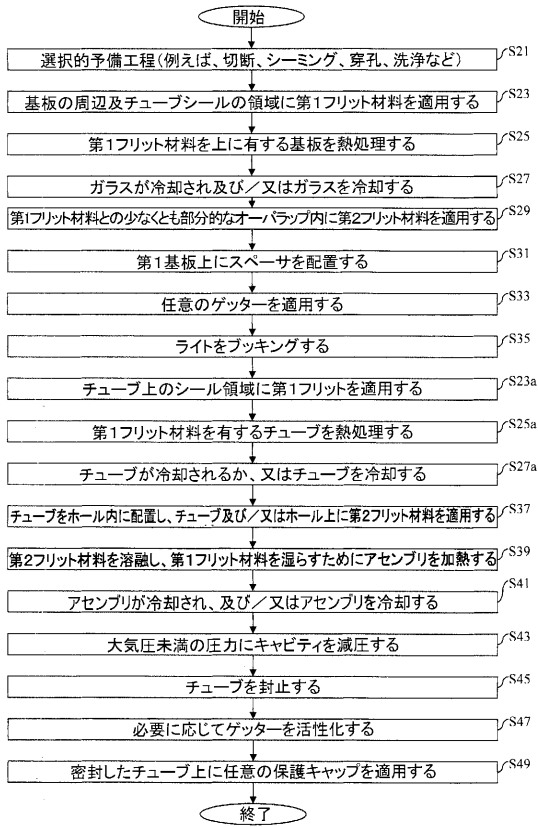 開始
選択的予備工程(例えば、切断、シーミング、穿孔、洗浄など) S21
基板の周辺及チューブシールの領域に第1フリット材料を適用する S23
第1フリット材料を上に有する基板を熱処理する S25
ガラスが冷却され及び/又はガラスを冷却する S27
第1フリット材料との少なくとも部分的なオーバラップ内に第2フリット材料を適用する S29
第1基板上にスペーサを配置する S31
任意のゲッターを適用する S33
ライトをブッキングする S35
チューブ上のシール領域に第1フリットを適用する S23a
第1フリット材料を有するチューブを熱処理する S25a
チューブが冷却されるか、又はチューブを冷却する S27a
チューブをホール内に配置し、チューブ及び/又はホール上に第2フリット材料を適用する S37
第2フリット材料を溶融し、第1フリット材料を湿らすためにアセンブリを加熱する S39
アセンブリが冷却され、及び/又はアセンブリを冷却する S41
大気圧未満の圧力にキャビティを減圧する S43
チューブを封止する S45
必要に応じてゲッターを活性化する S47
密封したチューブ上に任意の保護キャップを適用する S49
終了